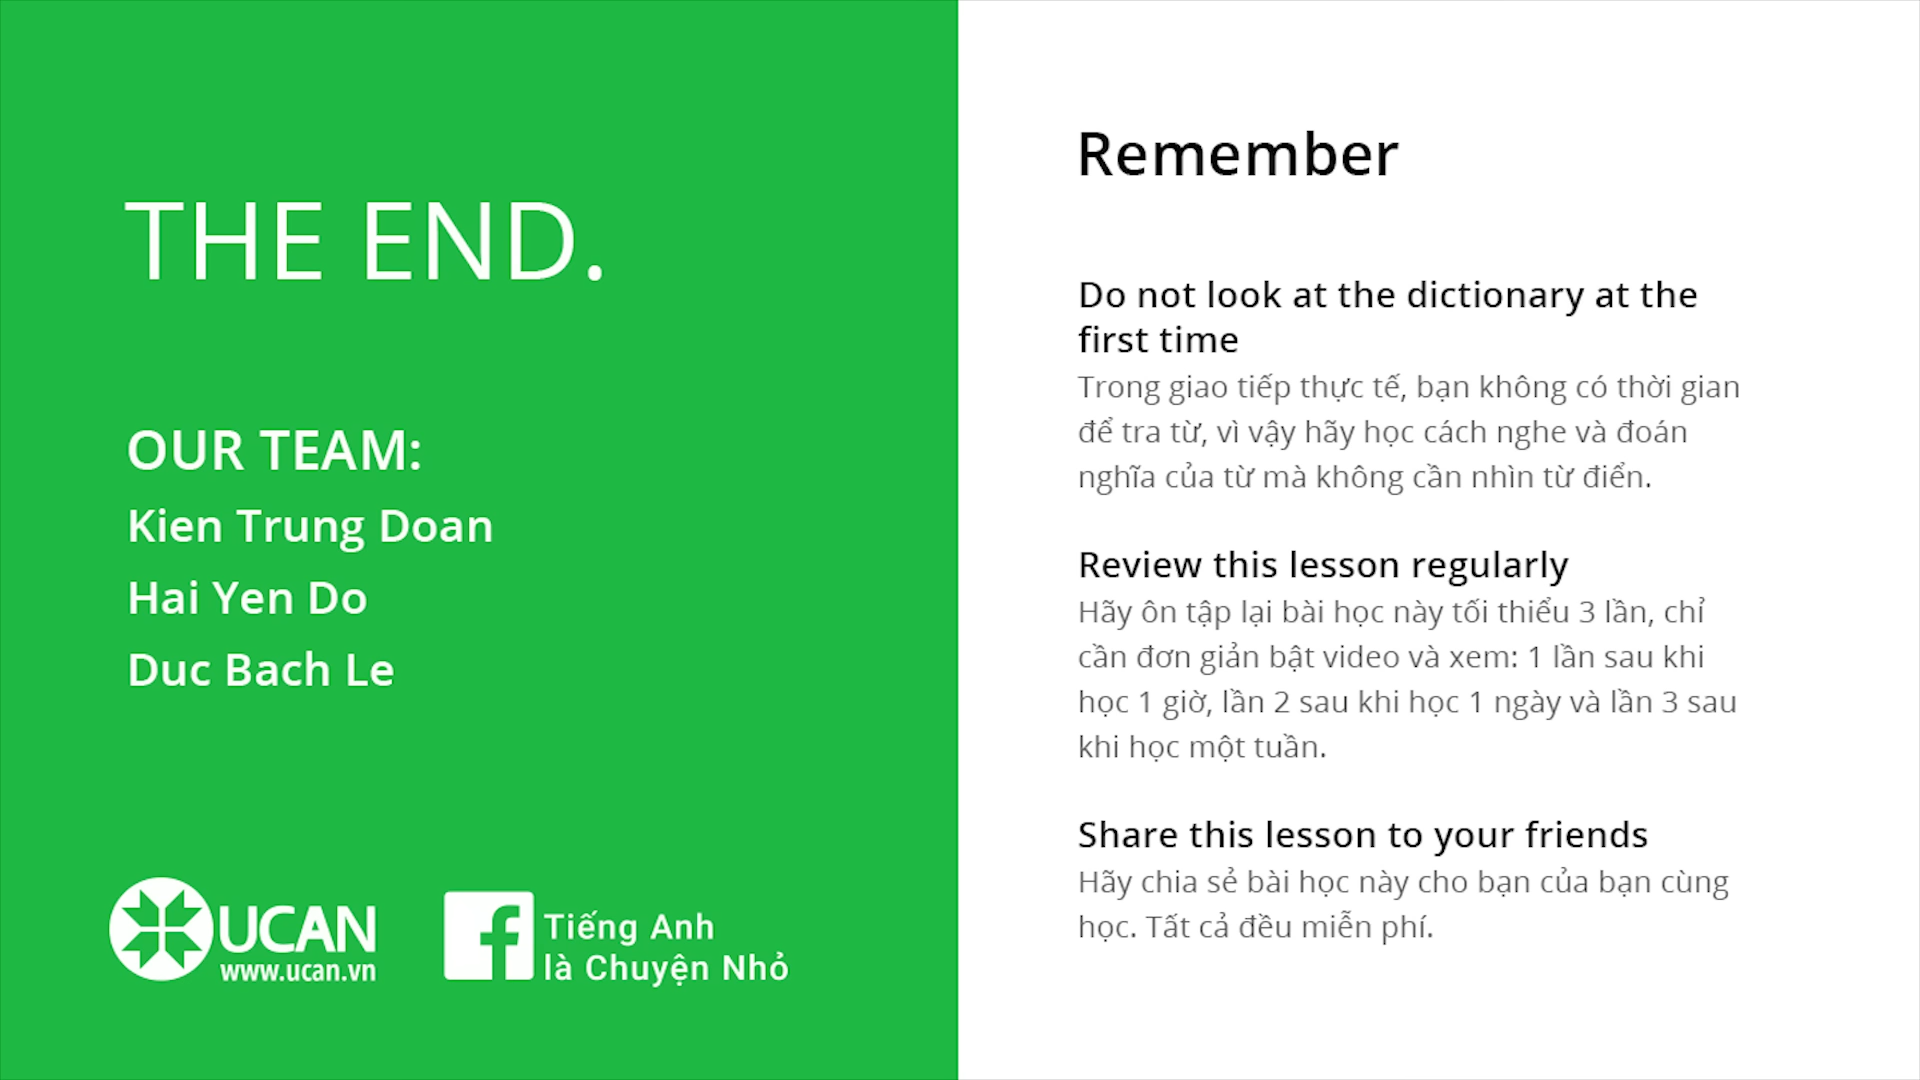 THE END.
OUR TEAM:
Kien Trung Doan
Hai Yen Do
Duc Bach Le
UCAN
www.ucan.vn
Tiếng Anh
là Chuyện Nhỏ
Remember
Do not look at the dictionary at the
first time
Trong giao tiếp thực tế, bạn không có thời gian
để tra từ, vì vậy hãy học cách nghe và đoán
nghĩa của từ mà không cần nhìn từ điển.
Review this lesson regularly
Hãy ôn tập lại bài học này tối thiểu 3 lần, chỉ
cần đơn giản bật video và xem: 1 lần sau khi
học 1 giờ, lần 2 sau khi học 1 ngày và lần 3 sau
khi học một tuần.
Share this lesson to your friends
Hãy chia sẻ bài học này cho bạn của bạn cùng
học. Tất cả đều miễn phí.